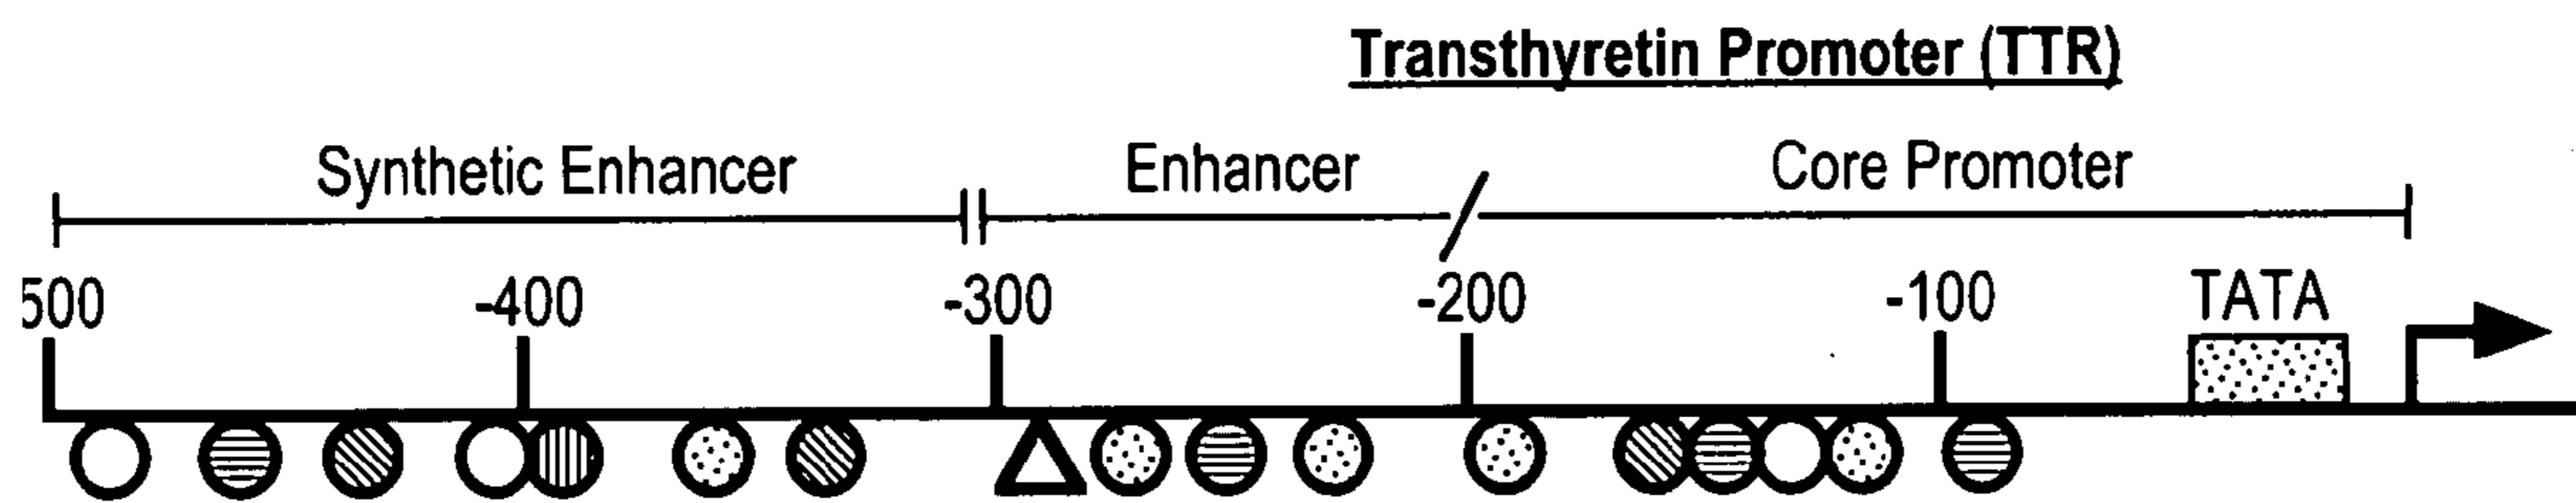 Transthyretin Promoter (TTR)
Synthetic Enhancer Enhancer Core Promoter
500 -400 -300 -200 -100 TATA